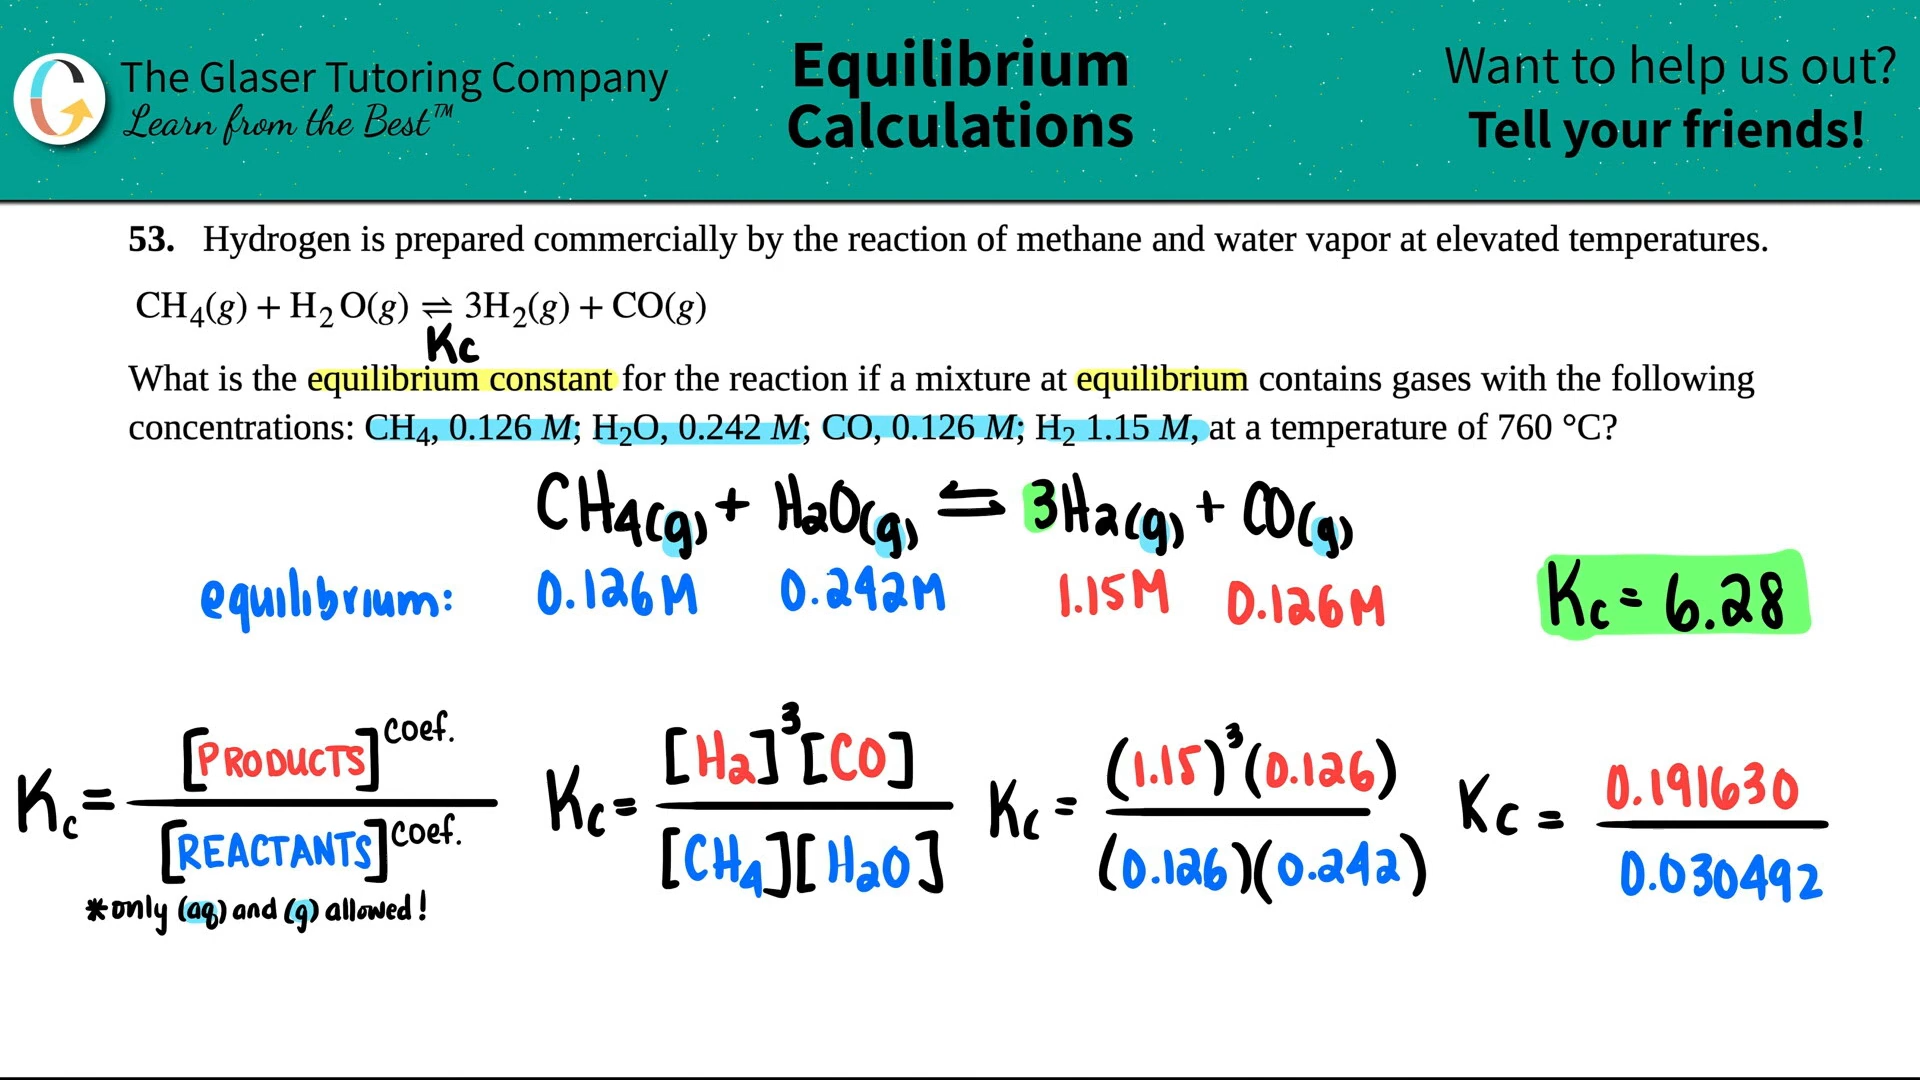 The Glaser Tutoring Company
Learn from the Best™
Equilibrium
Calculations
Want to help us out?
Tell your friends!
53. Hydrogen is prepared commercially by the reaction of methane and water vapor at elevated temperatures.
CH₄(g) + H₂ O(g) ⇌ 3H₂(g) + CO(g)
Kc
What is the equilibrium constant for the reaction if a mixture at equilibrium contains gases with the following
concentrations: CH₄, 0.126 M; H₂O, 0.242 M; CO, 0.126 M; H₂ 1.15 M, at a temperature of 760 °C?
CH4(g) + H2O(g) ⇌ 3H2(g) + CO(g)
equilibrium: 0.126M 0.242M 1.15M 0.126M
Kc = 6.28
Kc = [PRODUCTS]^coef. / [REACTANTS]^coef.
*only (aq) and (g) allowed!
Kc = [H2]³[CO] / [CH4][H2O]
Kc = (1.15)³(0.126) / (0.126)(0.242)
Kc = 0.191630 / 0.030492